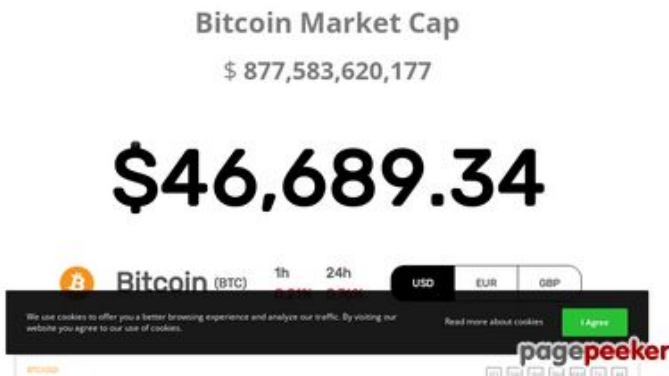 Bitcoin Market Cap
$ 877,583,620,177
$46,689.34
Bitcoin (BTC) 1h 24h USD EUR GBP
We use cookies to offer you a better browsing experience and analyze our traffic. By visiting our
website you agree to our use of cookies.
Read more about cookies
I Agree
pagepeeker
BTCUSD